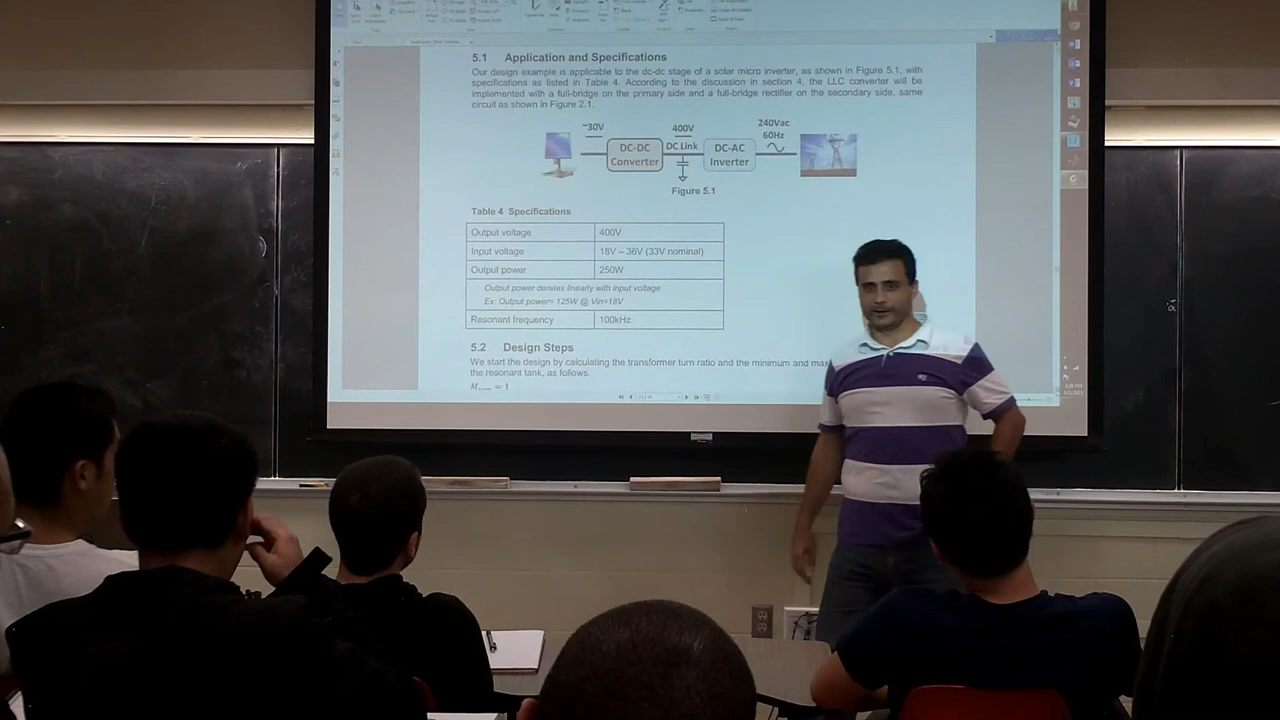 5.1 Application and Specifications
Our design example is applicable to the dc-dc stage of a solar micro inverter, as shown in Figure 5.1, with
specifications as listed in Table 4. According to the discussion in section 4, the LLC converter will be
implemented with a full-bridge on the primary side and a full-bridge rectifier on the secondary side, same
circuit as shown in Figure 2.1.
~30V
400V
240Vac
60Hz
DC-DC
Converter
DC Link
DC-AC
Inverter
Figure 5.1
Table 4 Specifications
Output voltage 400V
Input voltage 18V – 36V (33V nominal)
Output power 250W
Output power derates linearly with input voltage
Ex: Output power= 125W @ Vin=18V
Resonant frequency 100kHz
5.2 Design Steps
We start the design by calculating the transformer turn ratio and the minimum and
the resonant tank, as follows.
= 1